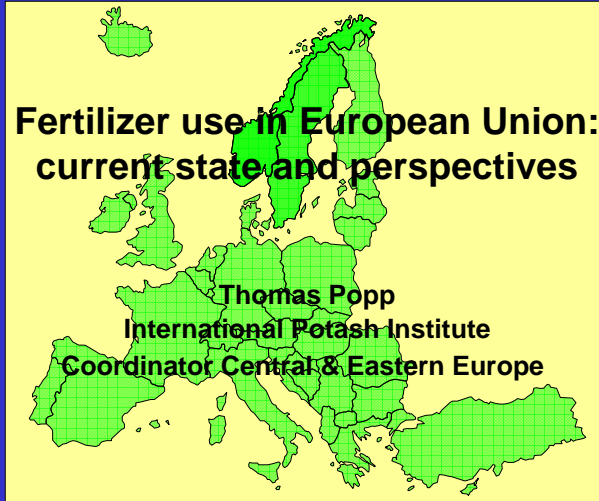 Fertilizer use in European Union:
current state and perspectives
Thomas Popp
International Potash Institute
Coordinator Central & Eastern Europe